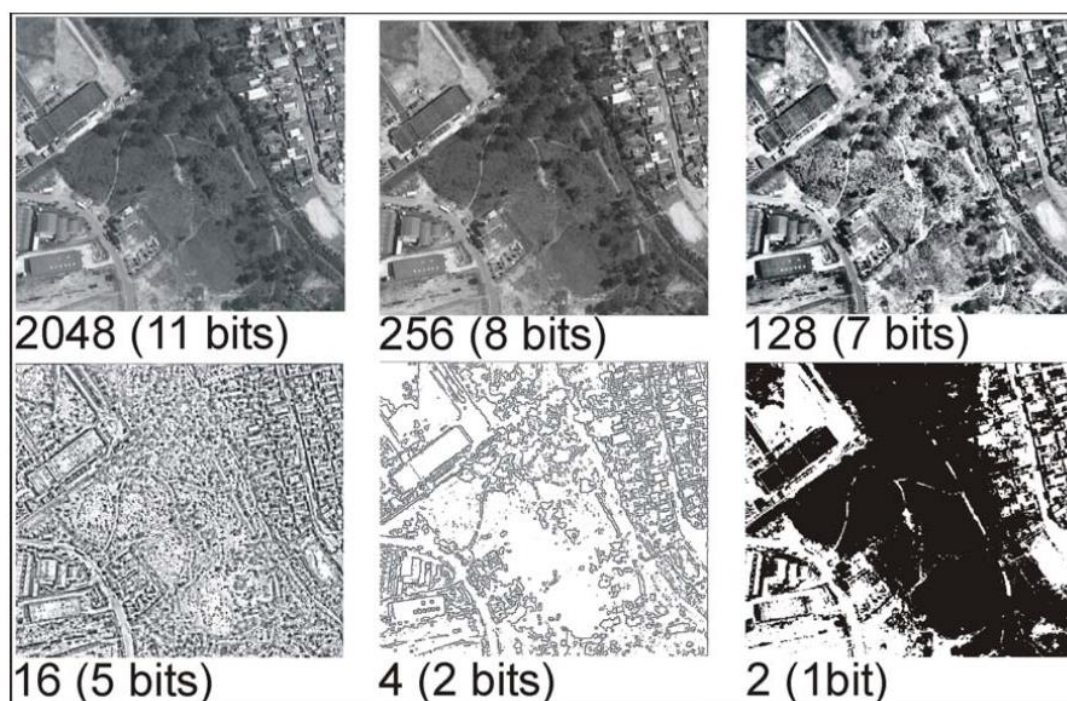 2048 (11 bits)
256 (8 bits)
128 (7 bits)
16 (5 bits)
4 (2 bits)
2 (1bit)